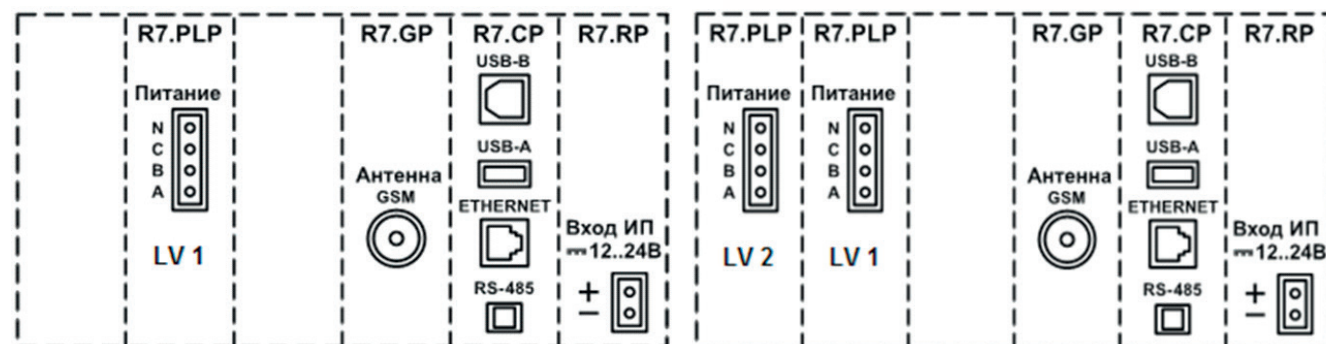 R7.PLP
Питание
N
C
B
A
LV 1
R7.GP
Антенна
GSM
R7.CP
USB-B
USB-A
ETHERNET
RS-485
R7.RP
Вход ИП
⎓12..24В
+
−
R7.PLP
Питание
N
C
B
A
LV 2
R7.PLP
Питание
N
C
B
A
LV 1
R7.GP
Антенна
GSM
R7.CP
USB-B
USB-A
ETHERNET
RS-485
R7.RP
Вход ИП
⎓12..24В
+
−